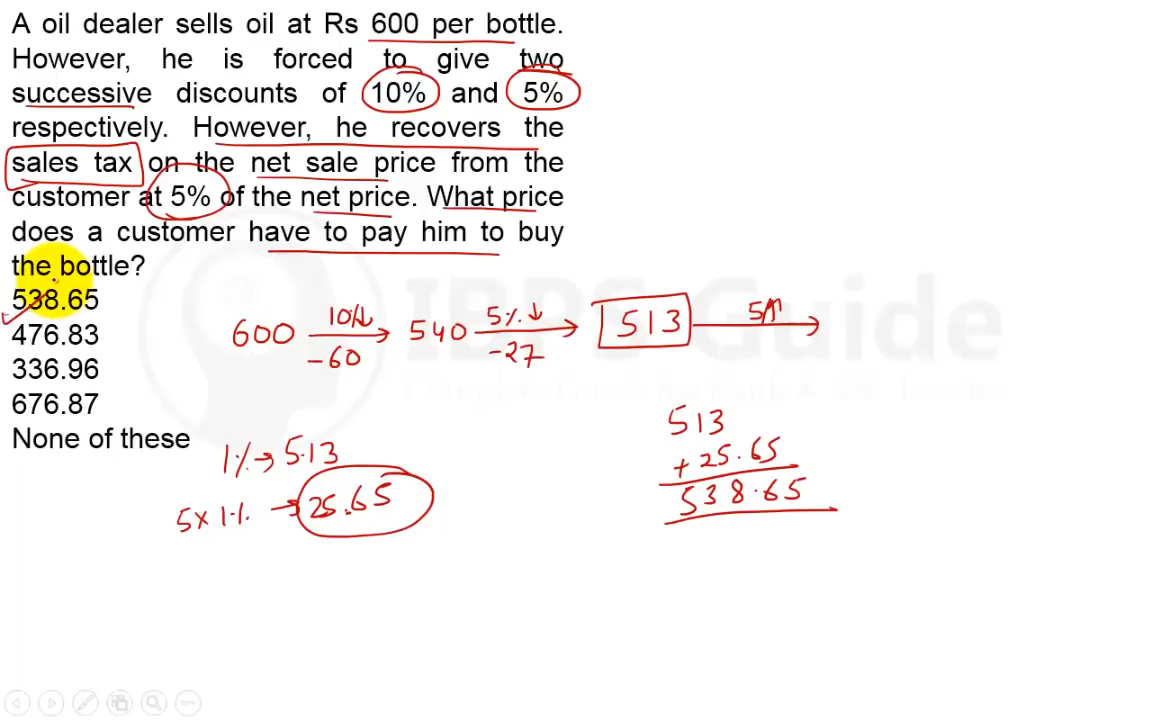 A oil dealer sells oil at Rs 600 per bottle.
However, he is forced to give two
successive discounts of 10% and 5%
respectively. However, he recovers the
sales tax on the net sale price from the
customer at 5% of the net price. What price
does a customer have to pay him to buy
the bottle?
538.65
476.83
336.96
676.87
None of these
IBPS Guide
600 10%↓ 540 5%↓ 513 5%↑
-60 -27
1% → 5.13
5 x 1% → 25.65
513
+ 25.65
538.65